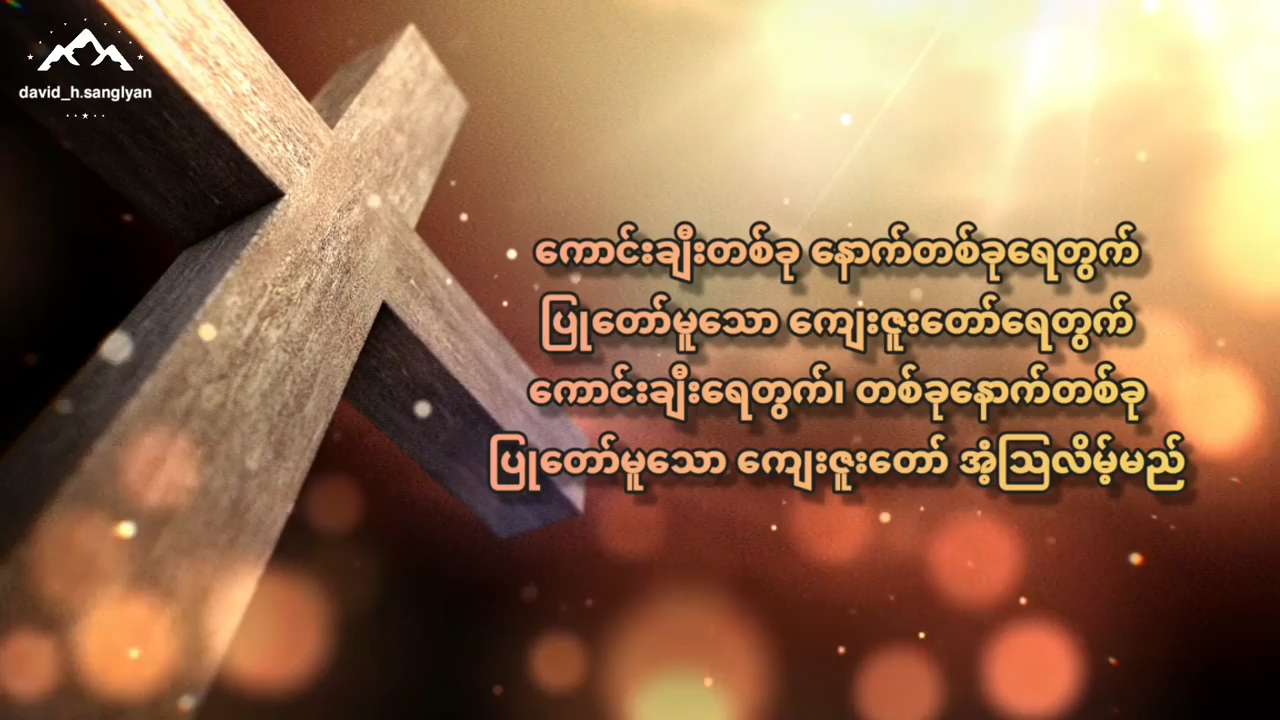 david_h.sanglyan
ကောင်းချီးတစ်ခု နောက်တစ်ခုရေတွက်
ပြုတော်မူသော ကျေးဇူးတော်ရေတွက်
ကောင်းချီးရေတွက်၊ တစ်ခုနောက်တစ်ခု
ပြုတော်မူသော ကျေးဇူးတော် အံ့ဩလိမ့်မည်